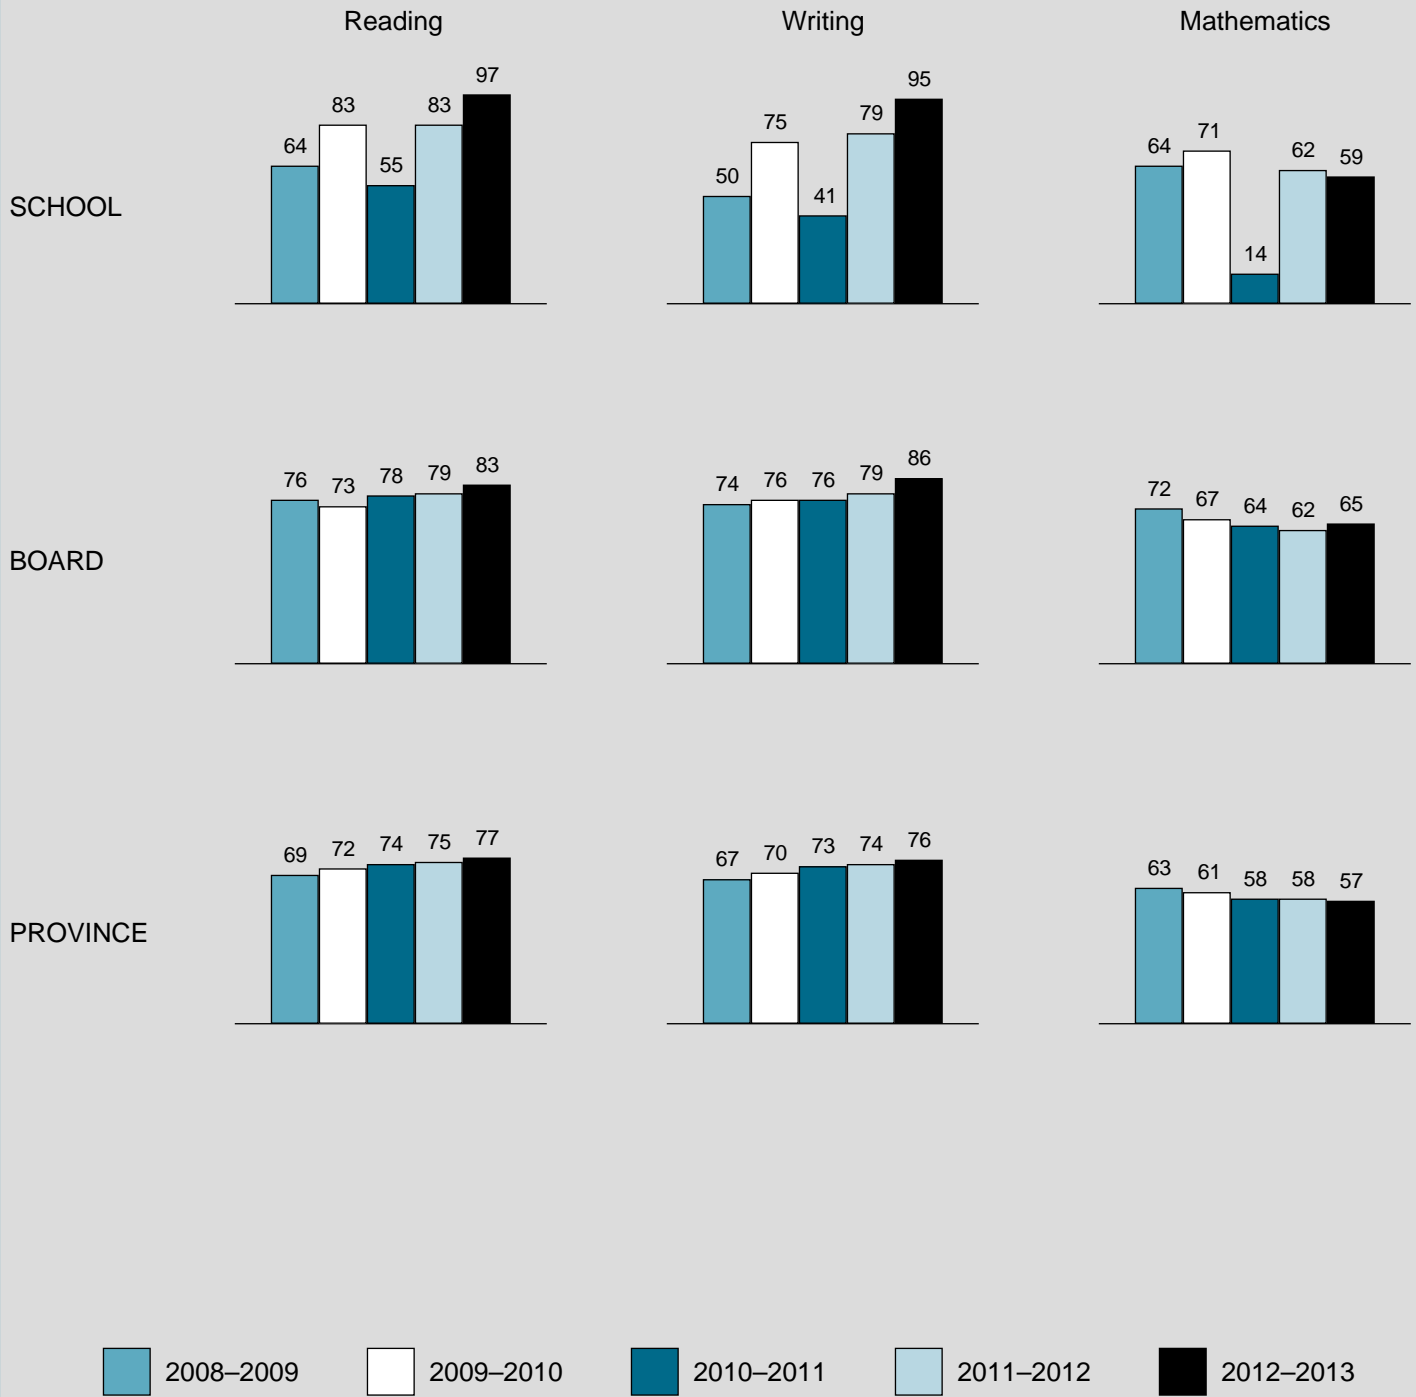 Reading Writing Mathematics
SCHOOL
64 83 55 83 97
50 75 41 79 95
64 71 14 62 59
BOARD
76 73 78 79 83
74 76 76 79 86
72 67 64 62 65
PROVINCE
69 72 74 75 77
67 70 73 74 76
63 61 58 58 57
2008–2009 2009–2010 2010–2011 2011–2012 2012–2013